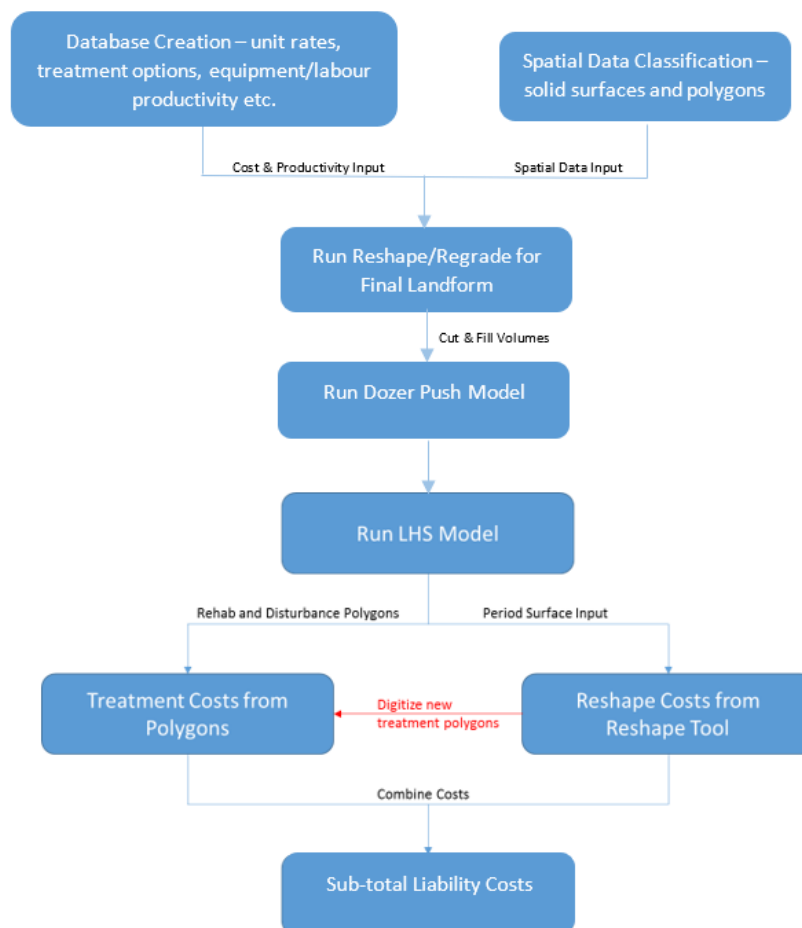 Database Creation – unit rates,
treatment options, equipment/labour
productivity etc.
Spatial Data Classification –
solid surfaces and polygons
Cost & Productivity Input
Spatial Data Input
Run Reshape/Regrade for
Final Landform
Cut & Fill Volumes
Run Dozer Push Model
Run LHS Model
Rehab and Disturbance Polygons
Period Surface Input
Treatment Costs from
Polygons
Digitize new
treatment polygons
Reshape Costs from
Reshape Tool
Combine Costs
Sub-total Liability Costs